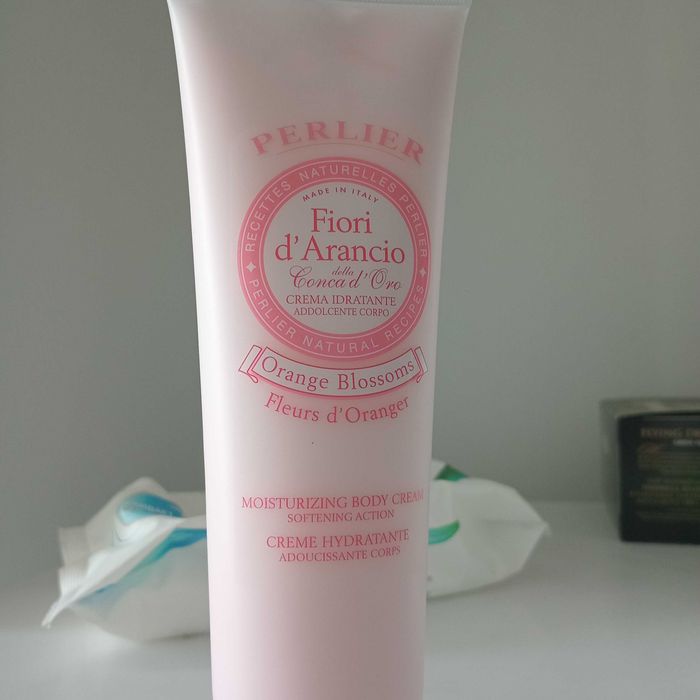 PERLIER
RECETTES NATURELLES PERLIER
MADE IN ITALY
Fiori
d'Arancio
della
Conca d'Oro
CREMA IDRATANTE
ADDOLCENTE CORPO
PERLIER NATURAL RECIPES
Orange Blossoms
Fleurs d'Oranger
MOISTURIZING BODY CREAM
SOFTENING ACTION
CREME HYDRATANTE
ADOUCISSANTE CORPS